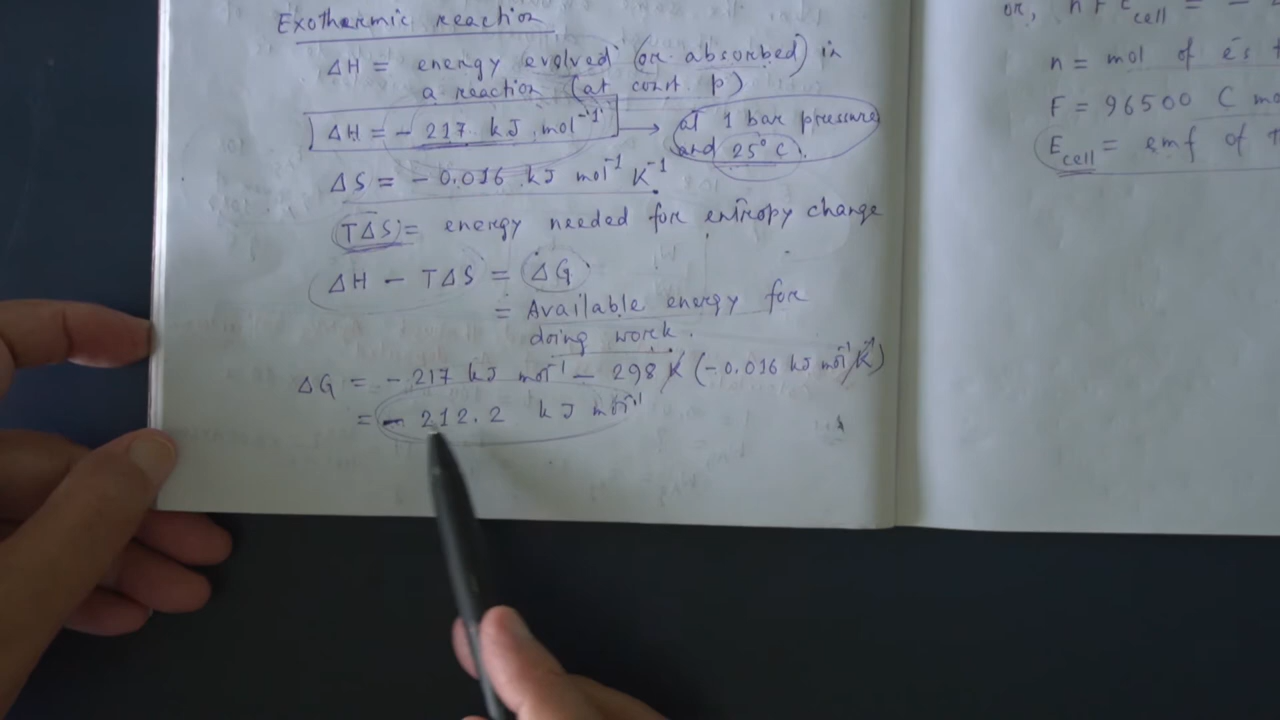 Exothermic reaction
ΔH = energy evolved (or absorbed) in
a reaction (at const. p)
ΔH = - 217 kJ mol⁻¹ → at 1 bar pressure
and 25°C.
ΔS = - 0.016 kJ mol⁻¹ K⁻¹
TΔS = energy needed for entropy change
ΔH - TΔS = ΔG
= Available energy for
doing work.
ΔG = - 217 kJ mol⁻¹ - 298 K (-0.016 kJ mol⁻¹ K⁻¹)
= - 212.2 kJ mol⁻¹
or, n F E cell = -
n = mol of e⁻s
F = 96500 C
E cell = emf of